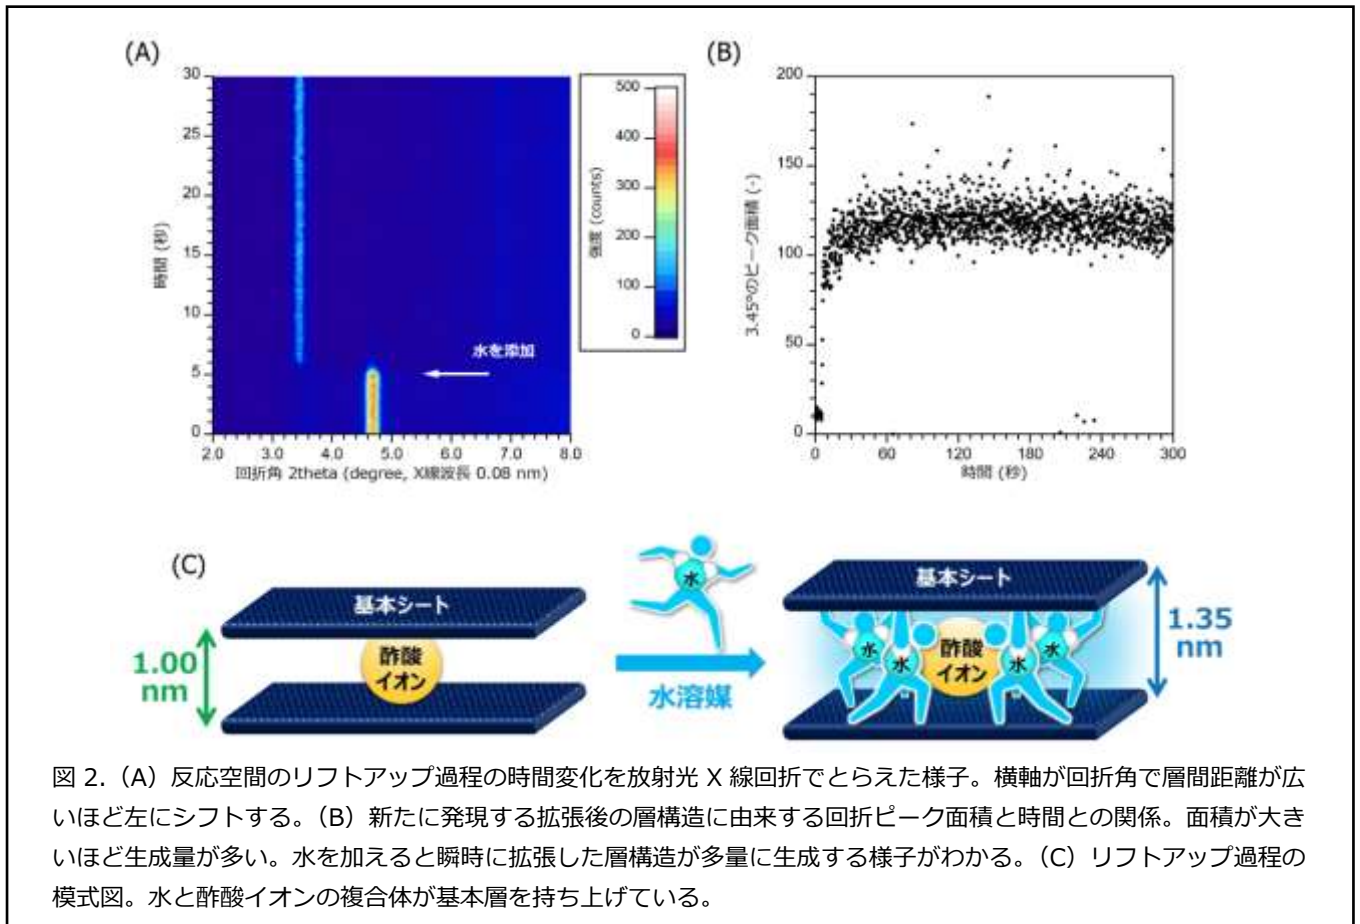 (A)
30
25
20
15
10
5
0
時間 (秒)
水を添加
2.0 3.0 4.0 5.0 6.0 7.0 8.0
回折角 2theta (degree, X線波長 0.08 nm)
500
400
300
200
100
0
強度 (counts)
(B)
200
150
100
50
0
3.45°のピーク面積 (-)
0 60 120 180 240 300
時間 (秒)
(C)
基本シート
酢酸
イオン
1.00
nm
水
水溶媒
基本シート
水 水 酢酸 水 水
イオン
1.35
nm
図 2.（A）反応空間のリフトアップ過程の時間変化を放射光 X 線回折でとらえた様子。横軸が回折角で層間距離が広
いほど左にシフトする。（B）新たに発現する拡張後の層構造に由来する回折ピーク面積と時間との関係。面積が大き
いほど生成量が多い。水を加えると瞬時に拡張した層構造が多量に生成する様子がわかる。（C）リフトアップ過程の
模式図。水と酢酸イオンの複合体が基本層を持ち上げている。